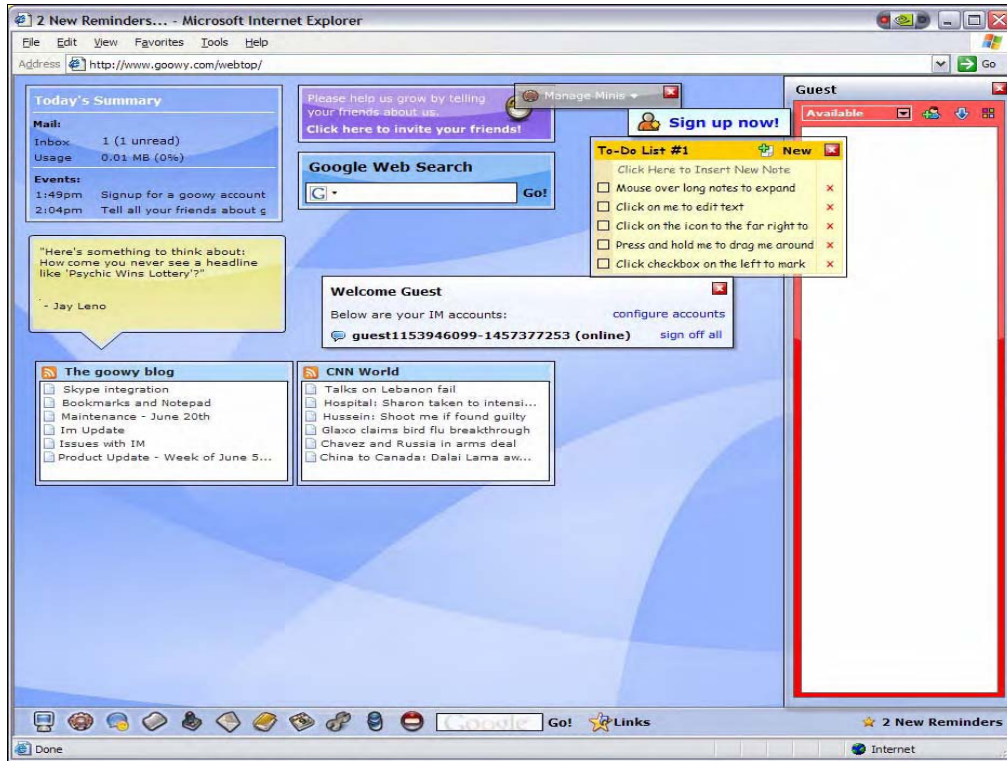 2 New Reminders... - Microsoft Internet Explorer
File Edit View Favorites Tools Help
Address http://www.goowy.com/webtop/ Go
Today's Summary
Mail:
Inbox 1 (1 unread)
Usage 0.01 MB (0%)
Events:
1:49pm Signup for a goowy account
2:04pm Tell all your friends about g
Please help us grow by telling
your friends about us.
Click here to invite your friends!
Manage Minis
Sign up now!
Google Web Search
G Go!
To-Do List #1 New
Click Here to Insert New Note
Mouse over long notes to expand
Click on me to edit text
Click on the icon to the far right to
Press and hold me to drag me around
Click checkbox on the left to mark
Guest
Available
"Here's something to think about:
How come you never see a headline
like 'Psychic Wins Lottery'?"
- Jay Leno
Welcome Guest
Below are your IM accounts: configure accounts
guest1153946099-1457377253 (online) sign off all
The goowy blog
Skype integration
Bookmarks and Notepad
Maintenance - June 20th
Im Update
Issues with IM
Product Update - Week of June 5...
CNN World
Talks on Lebanon fail
Hospital: Sharon taken to intensi...
Hussein: Shoot me if found guilty
Glaxo claims bird flu breakthrough
Chavez and Russia in arms deal
China to Canada: Dalai Lama aw...
Google Go! Links 2 New Reminders
Done Internet